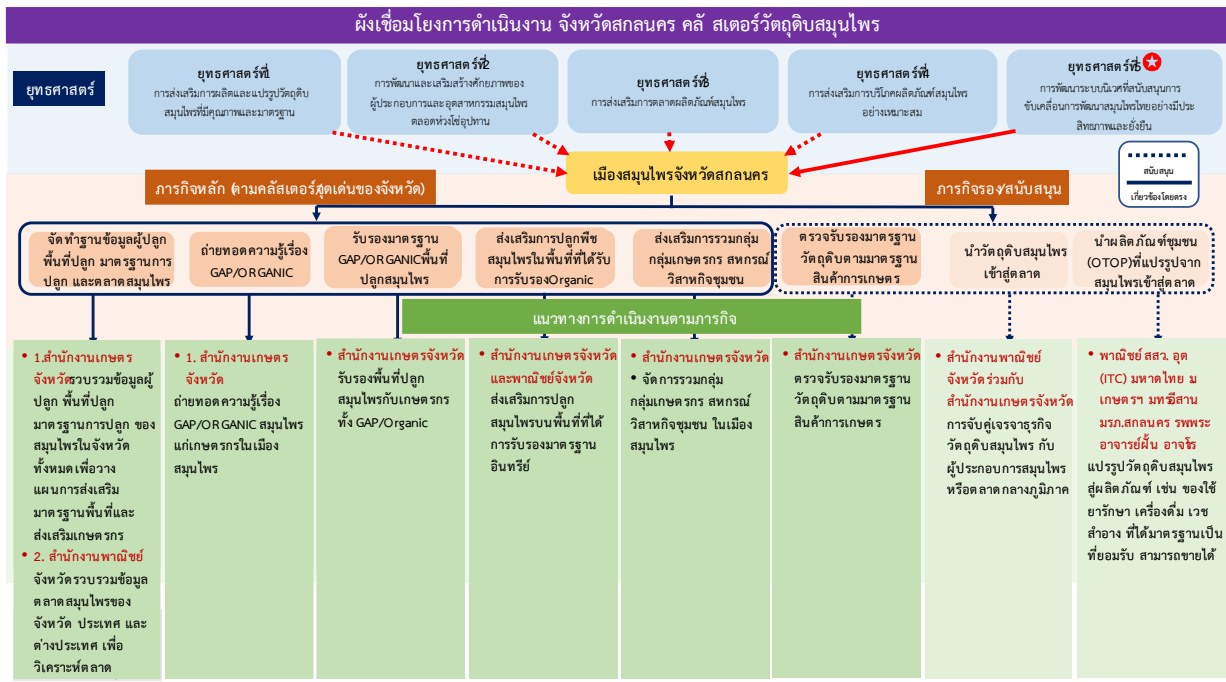 ผังเชื่อมโยงการดำเนินงาน จังหวัดสกลนคร คลัสเตอร์วัตถุดิบสมุนไพร
ยุทธศาสตร์
ยุทธศาสตร์ที่1
การส่งเสริมการผลิตและแปรรูปวัตถุดิบ
สมุนไพรที่มีคุณภาพและมาตรฐาน
ยุทธศาสตร์ที่2
การพัฒนาและเสริมสร้างศักยภาพของ
ผู้ประกอบการและอุตสาหกรรมสมุนไพร
ตลอดห่วงโซ่อุปทาน
ยุทธศาสตร์ที่3
การส่งเสริมการตลาดผลิตภัณฑ์สมุนไพร
ยุทธศาสตร์ที่4
การส่งเสริมการบริโภคผลิตภัณฑ์สมุนไพร
อย่างเหมาะสม
ยุทธศาสตร์ที่5
การพัฒนาระบบนิเวศที่สนับสนุนการ
ขับเคลื่อนการพัฒนาสมุนไพรไทยอย่างมีประ
สิทธภาพและยั่งยืน
สนับสนุน
เกี่ยวข้องโดยตรง
เมืองสมุนไพรจังหวัดสกลนคร
ภารกิจหลัก (ตามคลัสเตอร์จุดเด่นของจังหวัด)
ภารกิจรอง/สนับสนุน
จัดทำฐานข้อมูลผู้ปลูก
พื้นที่ปลูก มาตรฐานการ
ปลูก และตลาดสมุนไพร
ถ่ายทอดความรู้เรื่อง
GAP/ORGANIC
รับรองมาตรฐาน
GAP/ORGANICพื้นที่
ปลูกสมุนไพร
ส่งเสริมการปลูกพืช
สมุนไพรในพื้นที่ที่ได้รับ
การรับรองOrganic
ส่งเสริมการรวมกลุ่ม
กลุ่มเกษตรกร สหกรณ์
วิสาหกิจชุมชน
ตรวจรับรองมาตรฐาน
วัตถุดิบตามมาตรฐาน
สินค้าการเกษตร
นำวัตถุดิบสมุนไพร
เข้าสู่ตลาด
นำผลิตภัณฑ์ชุมชน
(OTOP)ที่แปรรูปจาก
สมุนไพรเข้าสู่ตลาด
แนวทางการดำเนินงานตามภารกิจ
• 1.สำนักงานเกษตร
จังหวัดรวบรวมข้อมูลผู้
ปลูก พื้นที่ปลูก
มาตรฐานการปลูก ของ
สมุนไพรในจังหวัด
ทั้งหมดเพื่อวาง
แผนการส่งเสริม
มาตรฐานพื้นที่และ
ส่งเสริมเกษตรกร
• 2. สำนักงานพาณิชย์
จังหวัดรวบรวมข้อมูล
ตลาดสมุนไพรของ
จังหวัด ประเทศ และ
ต่างประเทศ เพื่อ
วิเคราะห์ตลาด
• 1. สำนักงานเกษตร
จังหวัด
ถ่ายทอดความรู้เรื่อง
GAP/ORGANIC สมุนไพร
แก่เกษตรกรในเมือง
สมุนไพร
• สำนักงานเกษตรจังหวัด
รับรองพื้นที่ปลูก
สมุนไพรกับเกษตรกร
ทั้ง GAP/Organic
• สำนักงานเกษตรจังหวัด
และพาณิชย์จังหวัด
ส่งเสริมการปลูก
สมุนไพรบนพื้นที่ที่ได้
การรับรองมาตรฐาน
อินทรีย์
• สำนักงานเกษตรจังหวัด
• จัดการรวมกลุ่ม
กลุ่มเกษตรกร สหกรณ์
วิสาหกิจชุมชน ในเมือง
สมุนไพร
• สำนักงานเกษตรจังหวัด
ตรวจรับรองมาตรฐาน
วัตถุดิบตามมาตรฐาน
สินค้าการเกษตร
• สำนักงานพาณิชย์
จังหวัดร่วมกับ
สำนักงานเกษตรจังหวัด
การจับคู่เจรจาธุรกิจ
วัตถุดิบสมุนไพร กับ
ผู้ประกอบการสมุนไพร
หรือตลาดกลางภูมิภาค
• พาณิชย์ สสว. อุต
(ITC) มหาดไทย ม
เกษตรฯ มทรอีสาน
มรภ.สกลนคร รพพระ
อาจารย์ฝั้น อาจาโร
แปรรูปวัตถุดิบสมุนไพร
สู่ผลิตภัณฑ์ เช่น ของใช้
ยารักษา เครื่องดื่ม เวช
สำอาง ที่ได้มาตรฐานเป็น
ที่ยอมรับ สามารถขายได้